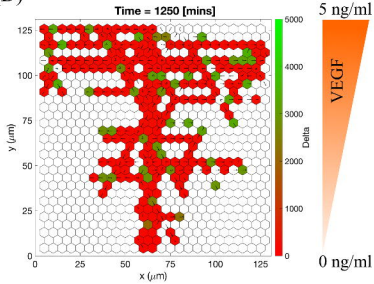 Time = 1250 [mins]
5 ng/ml
125
100
75
50
25
0
y (μm)
0 25 50 75 100 125
x (μm)
5000
4000
3000
2000
1000
0
Delta
VEGF
0 ng/ml